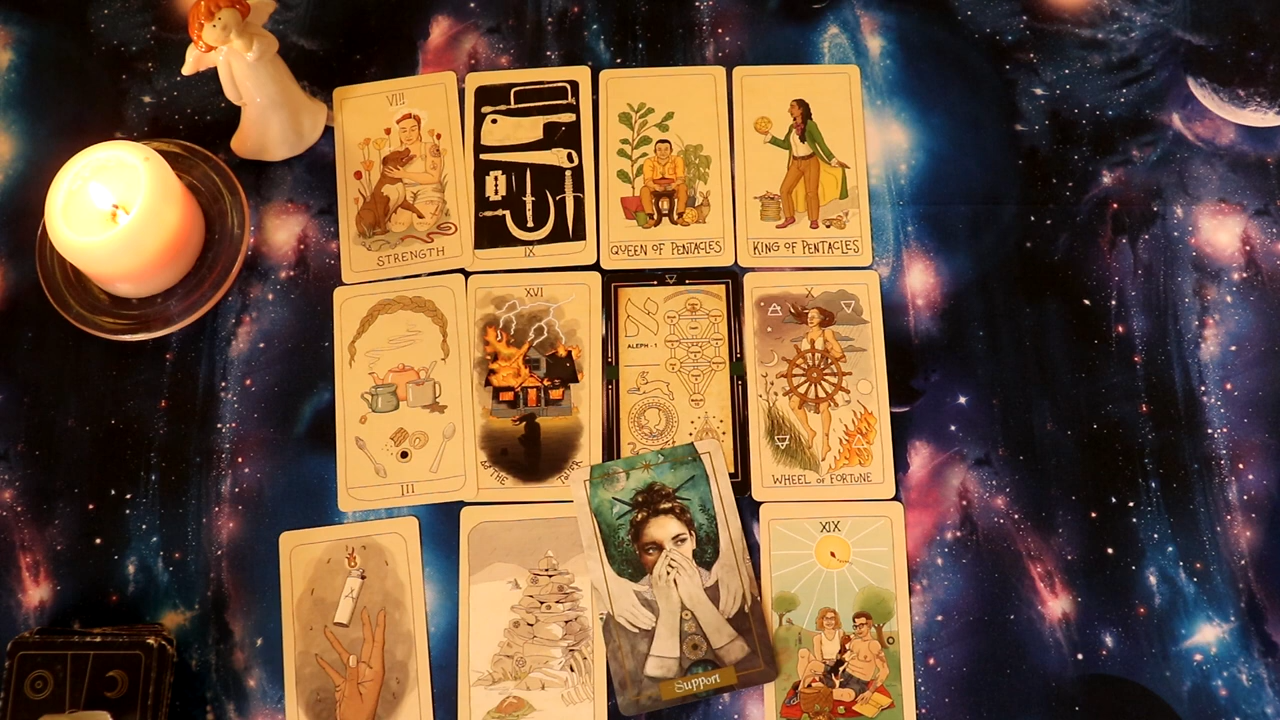 VIII
STRENGTH
IX
QUEEN OF PENTACLES
KING OF PENTACLES
III
XVI
THE TOWER
ALEPH - 1
X
WHEEL OF FORTUNE
Support
XIX